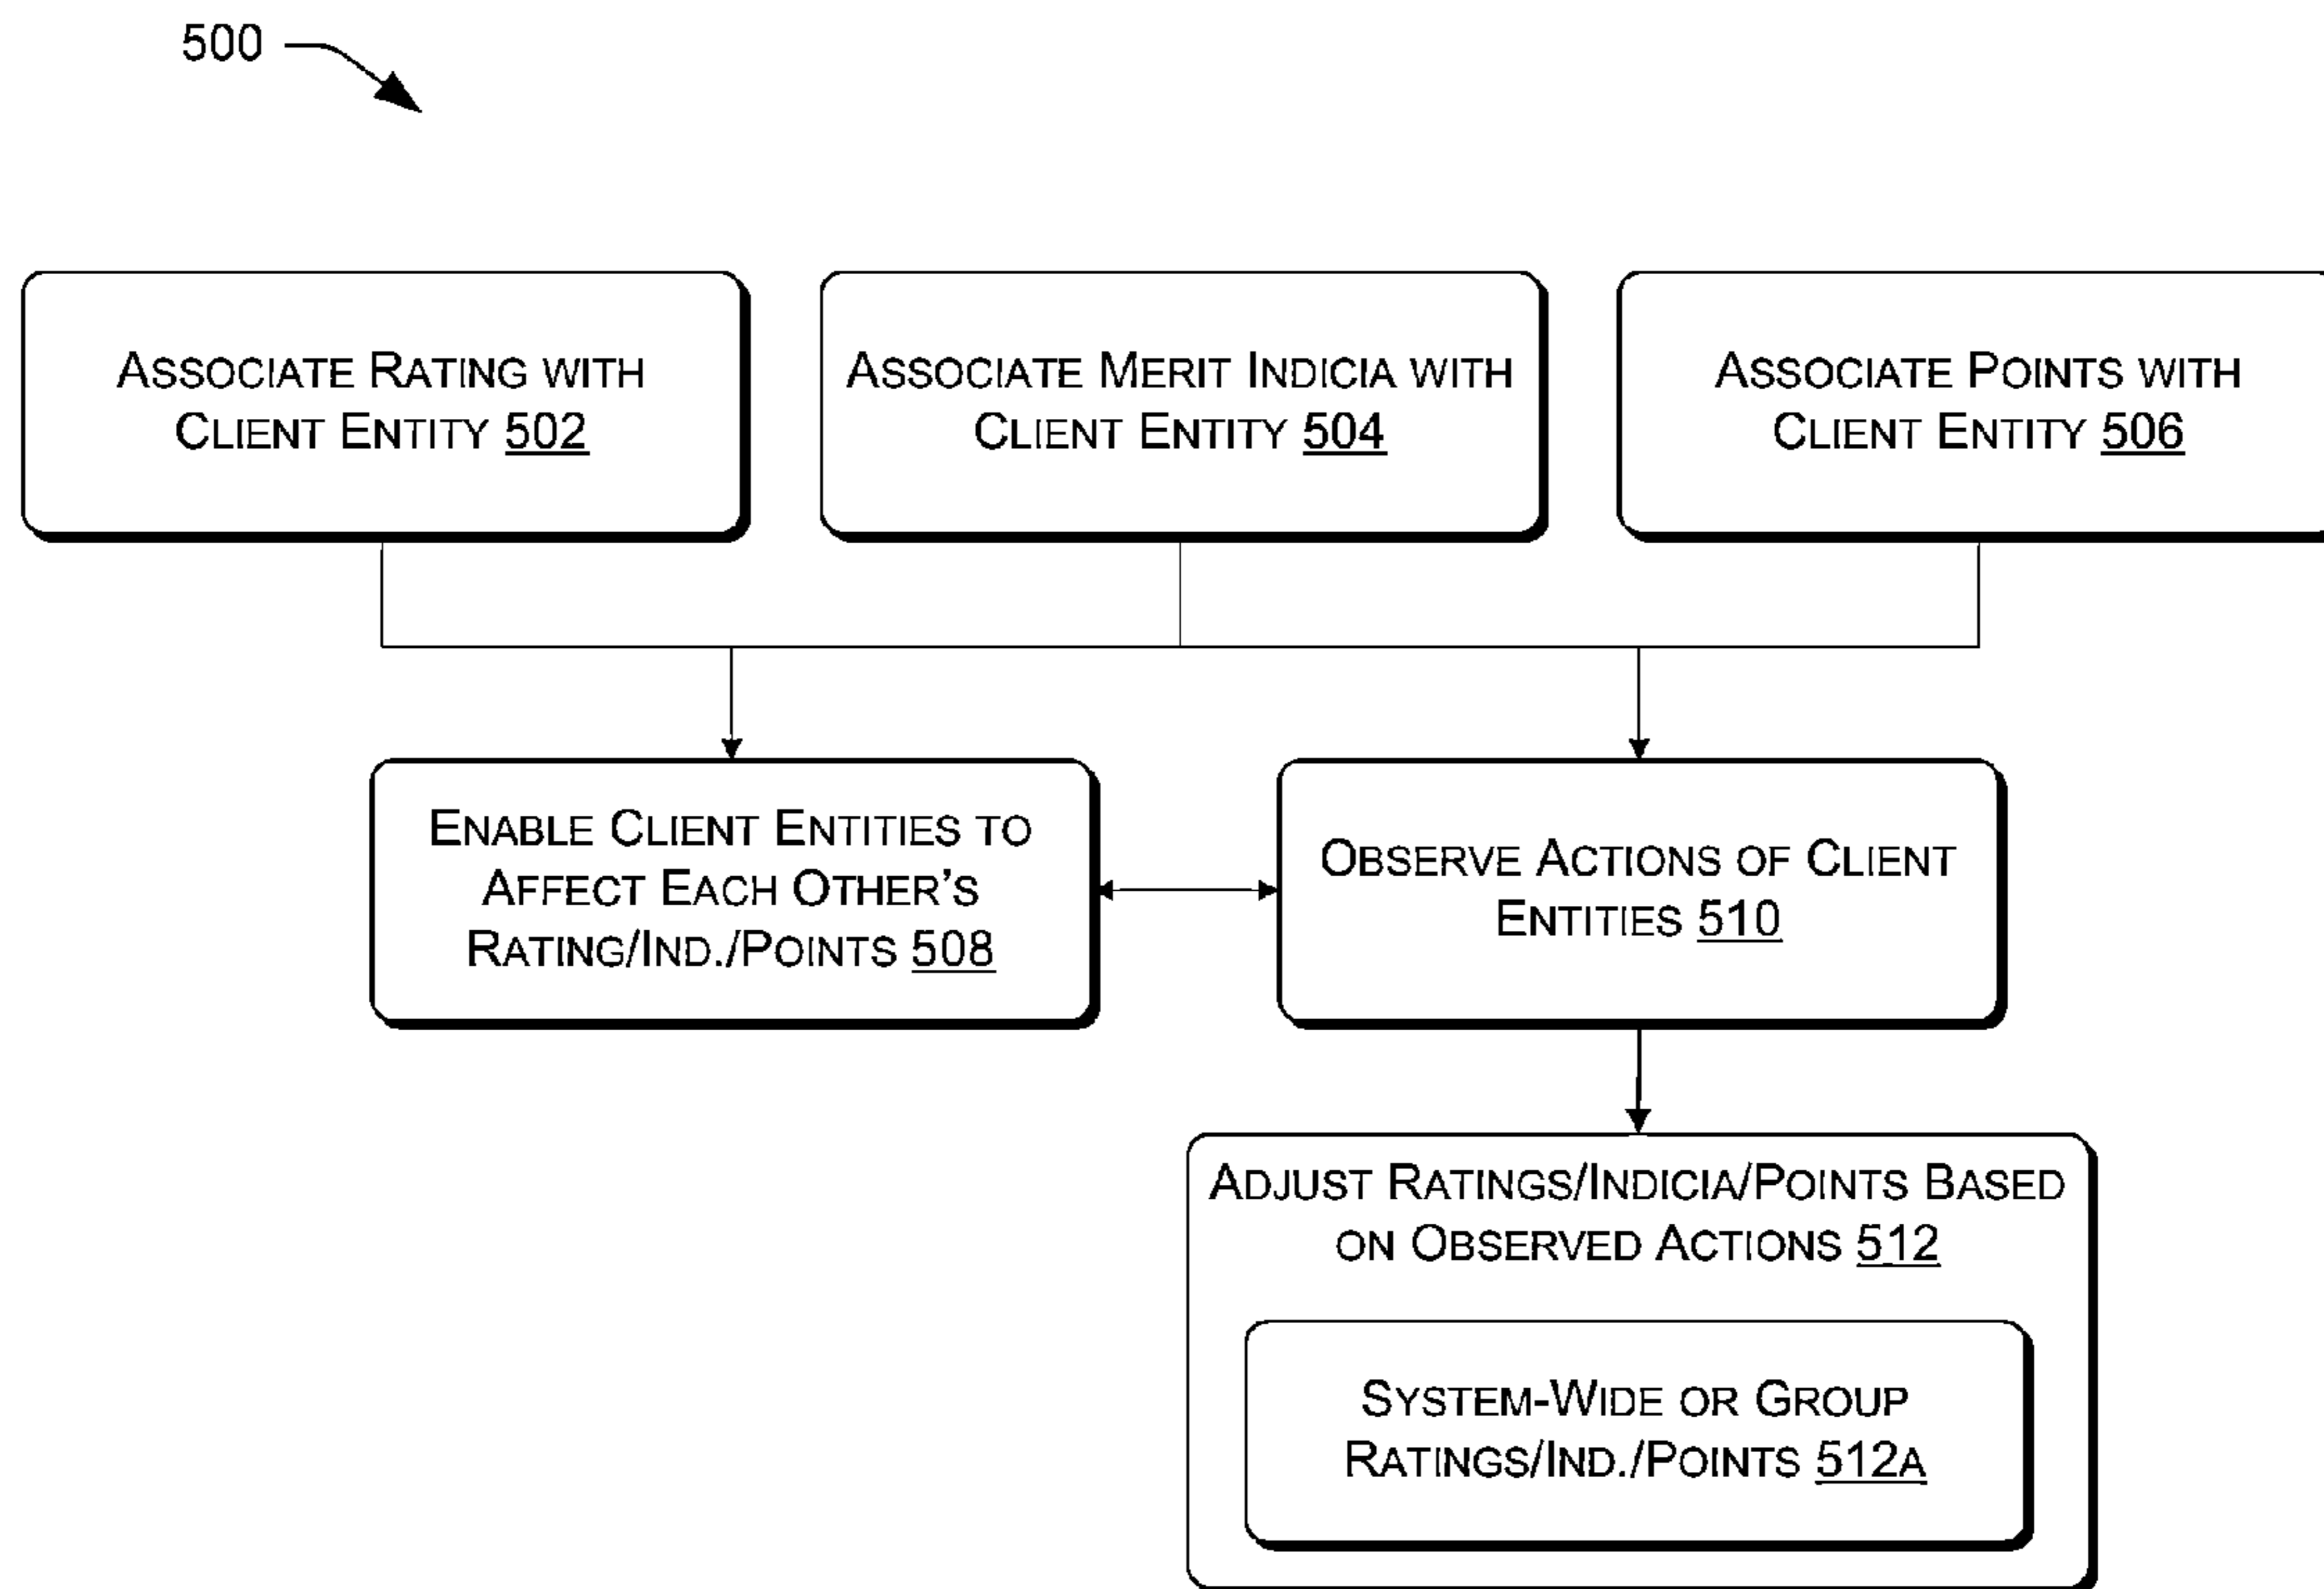 500
ASSOCIATE RATING WITH
CLIENT ENTITY 502
ASSOCIATE MERIT INDICIA WITH
CLIENT ENTITY 504
ASSOCIATE POINTS WITH
CLIENT ENTITY 506
ENABLE CLIENT ENTITIES TO
AFFECT EACH OTHER'S
RATING/IND./POINTS 508
OBSERVE ACTIONS OF CLIENT
ENTITIES 510
ADJUST RATINGS/INDICIA/POINTS BASED
ON OBSERVED ACTIONS 512
SYSTEM-WIDE OR GROUP
RATINGS/IND./POINTS 512A